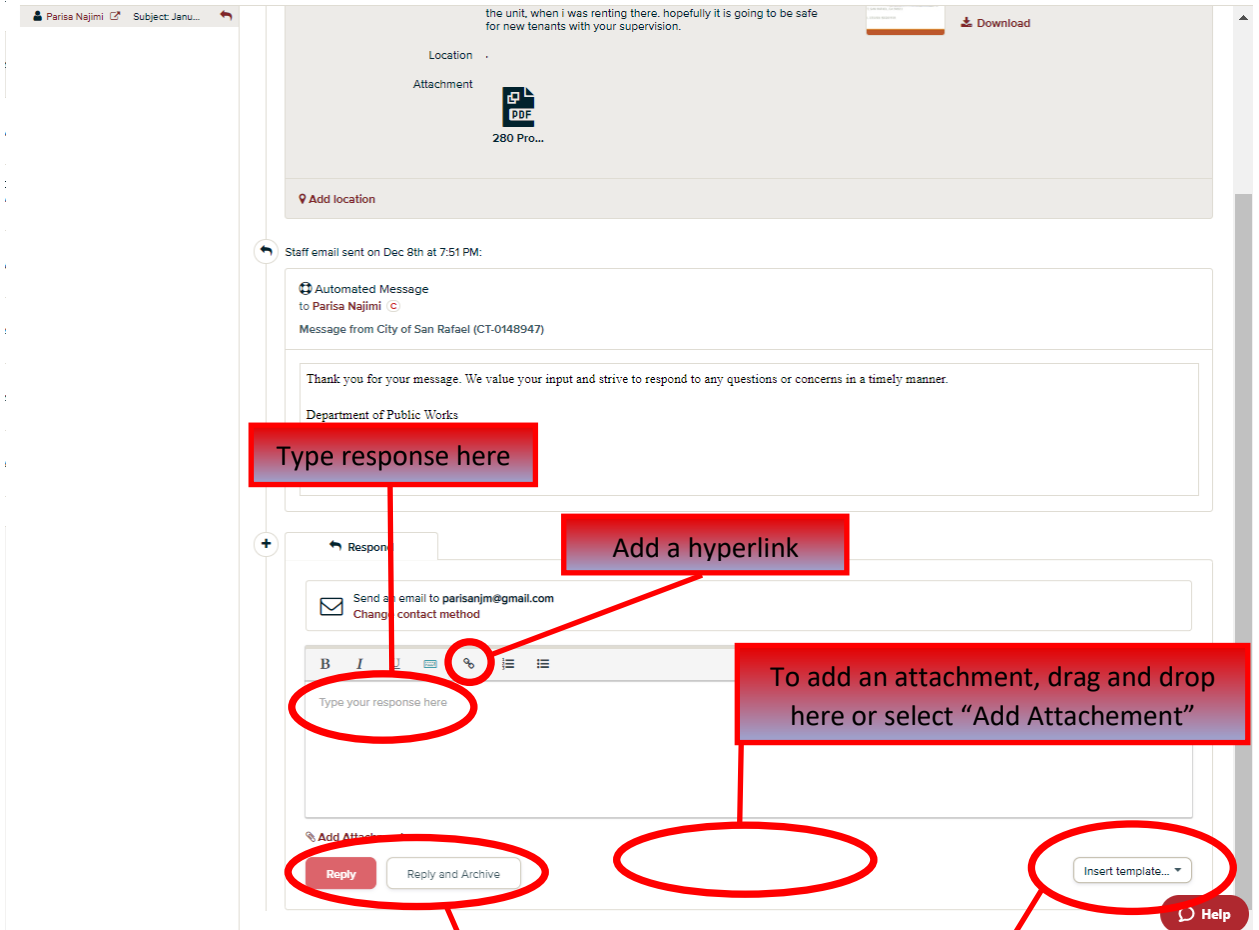 Parisa Najimi Subject: Janu...
the unit, when i was renting there. hopefully it is going to be safe
for new tenants with your supervision.
Download
Location .
Attachment
PDF
280 Pro...
Add location
Staff email sent on Dec 8th at 7:51 PM:
Automated Message
to Parisa Najimi C
Message from City of San Rafael (CT-0148947)
Thank you for your message. We value your input and strive to respond to any questions or concerns in a timely manner.
Department of Public Works
Type response here
Add a hyperlink
Respond
Send an email to parisanjm@gmail.com
Change contact method
B I U
To add an attachment, drag and drop
here or select “Add Attachement”
Type your response here
Add Attachment
Reply
Reply and Archive
Insert template...
Help